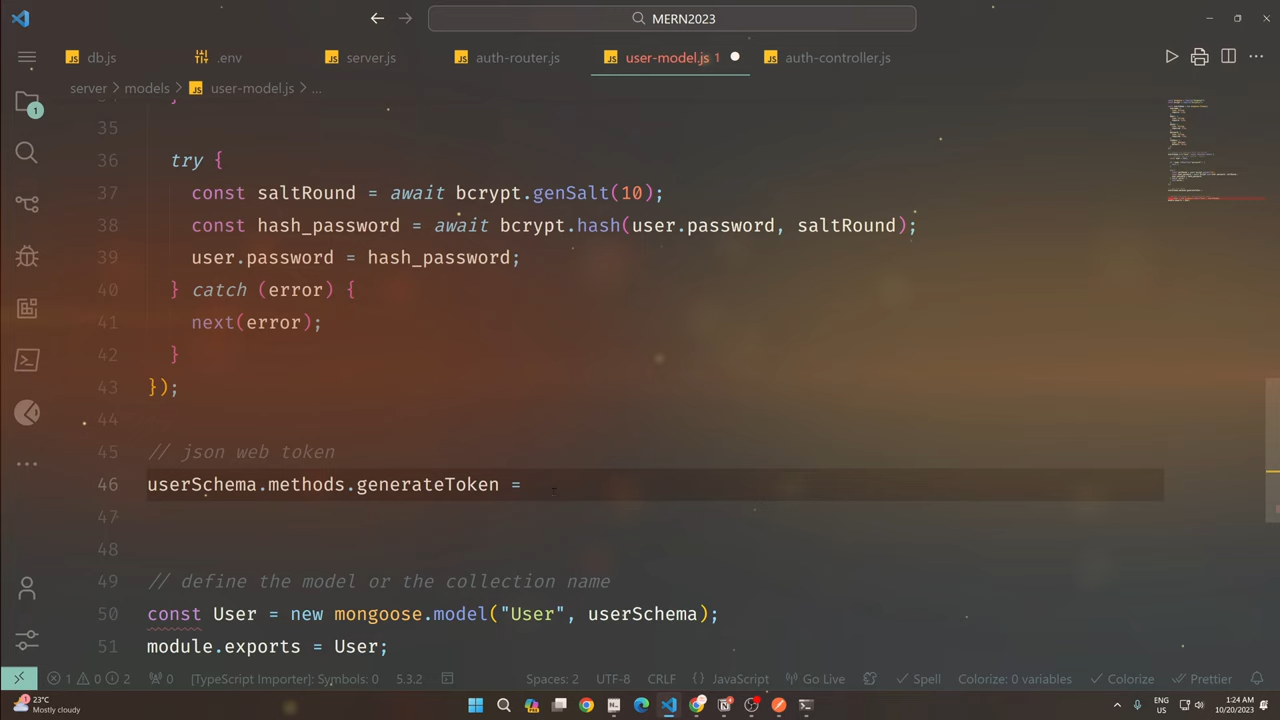 MERN2023
db.js
.env
server.js
auth-router.js
user-model.js 1
auth-controller.js
server > models > user-model.js > ...
35
36 try {
37 const saltRound = await bcrypt.genSalt(10);
38 const hash_password = await bcrypt.hash(user.password, saltRound);
39 user.password = hash_password;
40 } catch (error) {
41 next(error);
42 }
43 });
44
45 // json web token
46 userSchema.methods.generateToken =
47
48
49 // define the model or the collection name
50 const User = new mongoose.model("User", userSchema);
51 module.exports = User;
1 0 2 0 [TypeScript Importer]: Symbols: 0 5.3.2 Spaces: 2 UTF-8 CRLF {} JavaScript Go Live Spell Colorize: 0 variables Colorize Prettier
23°C
Mostly cloudy
ENG
US
1:24 AM
10/20/2023